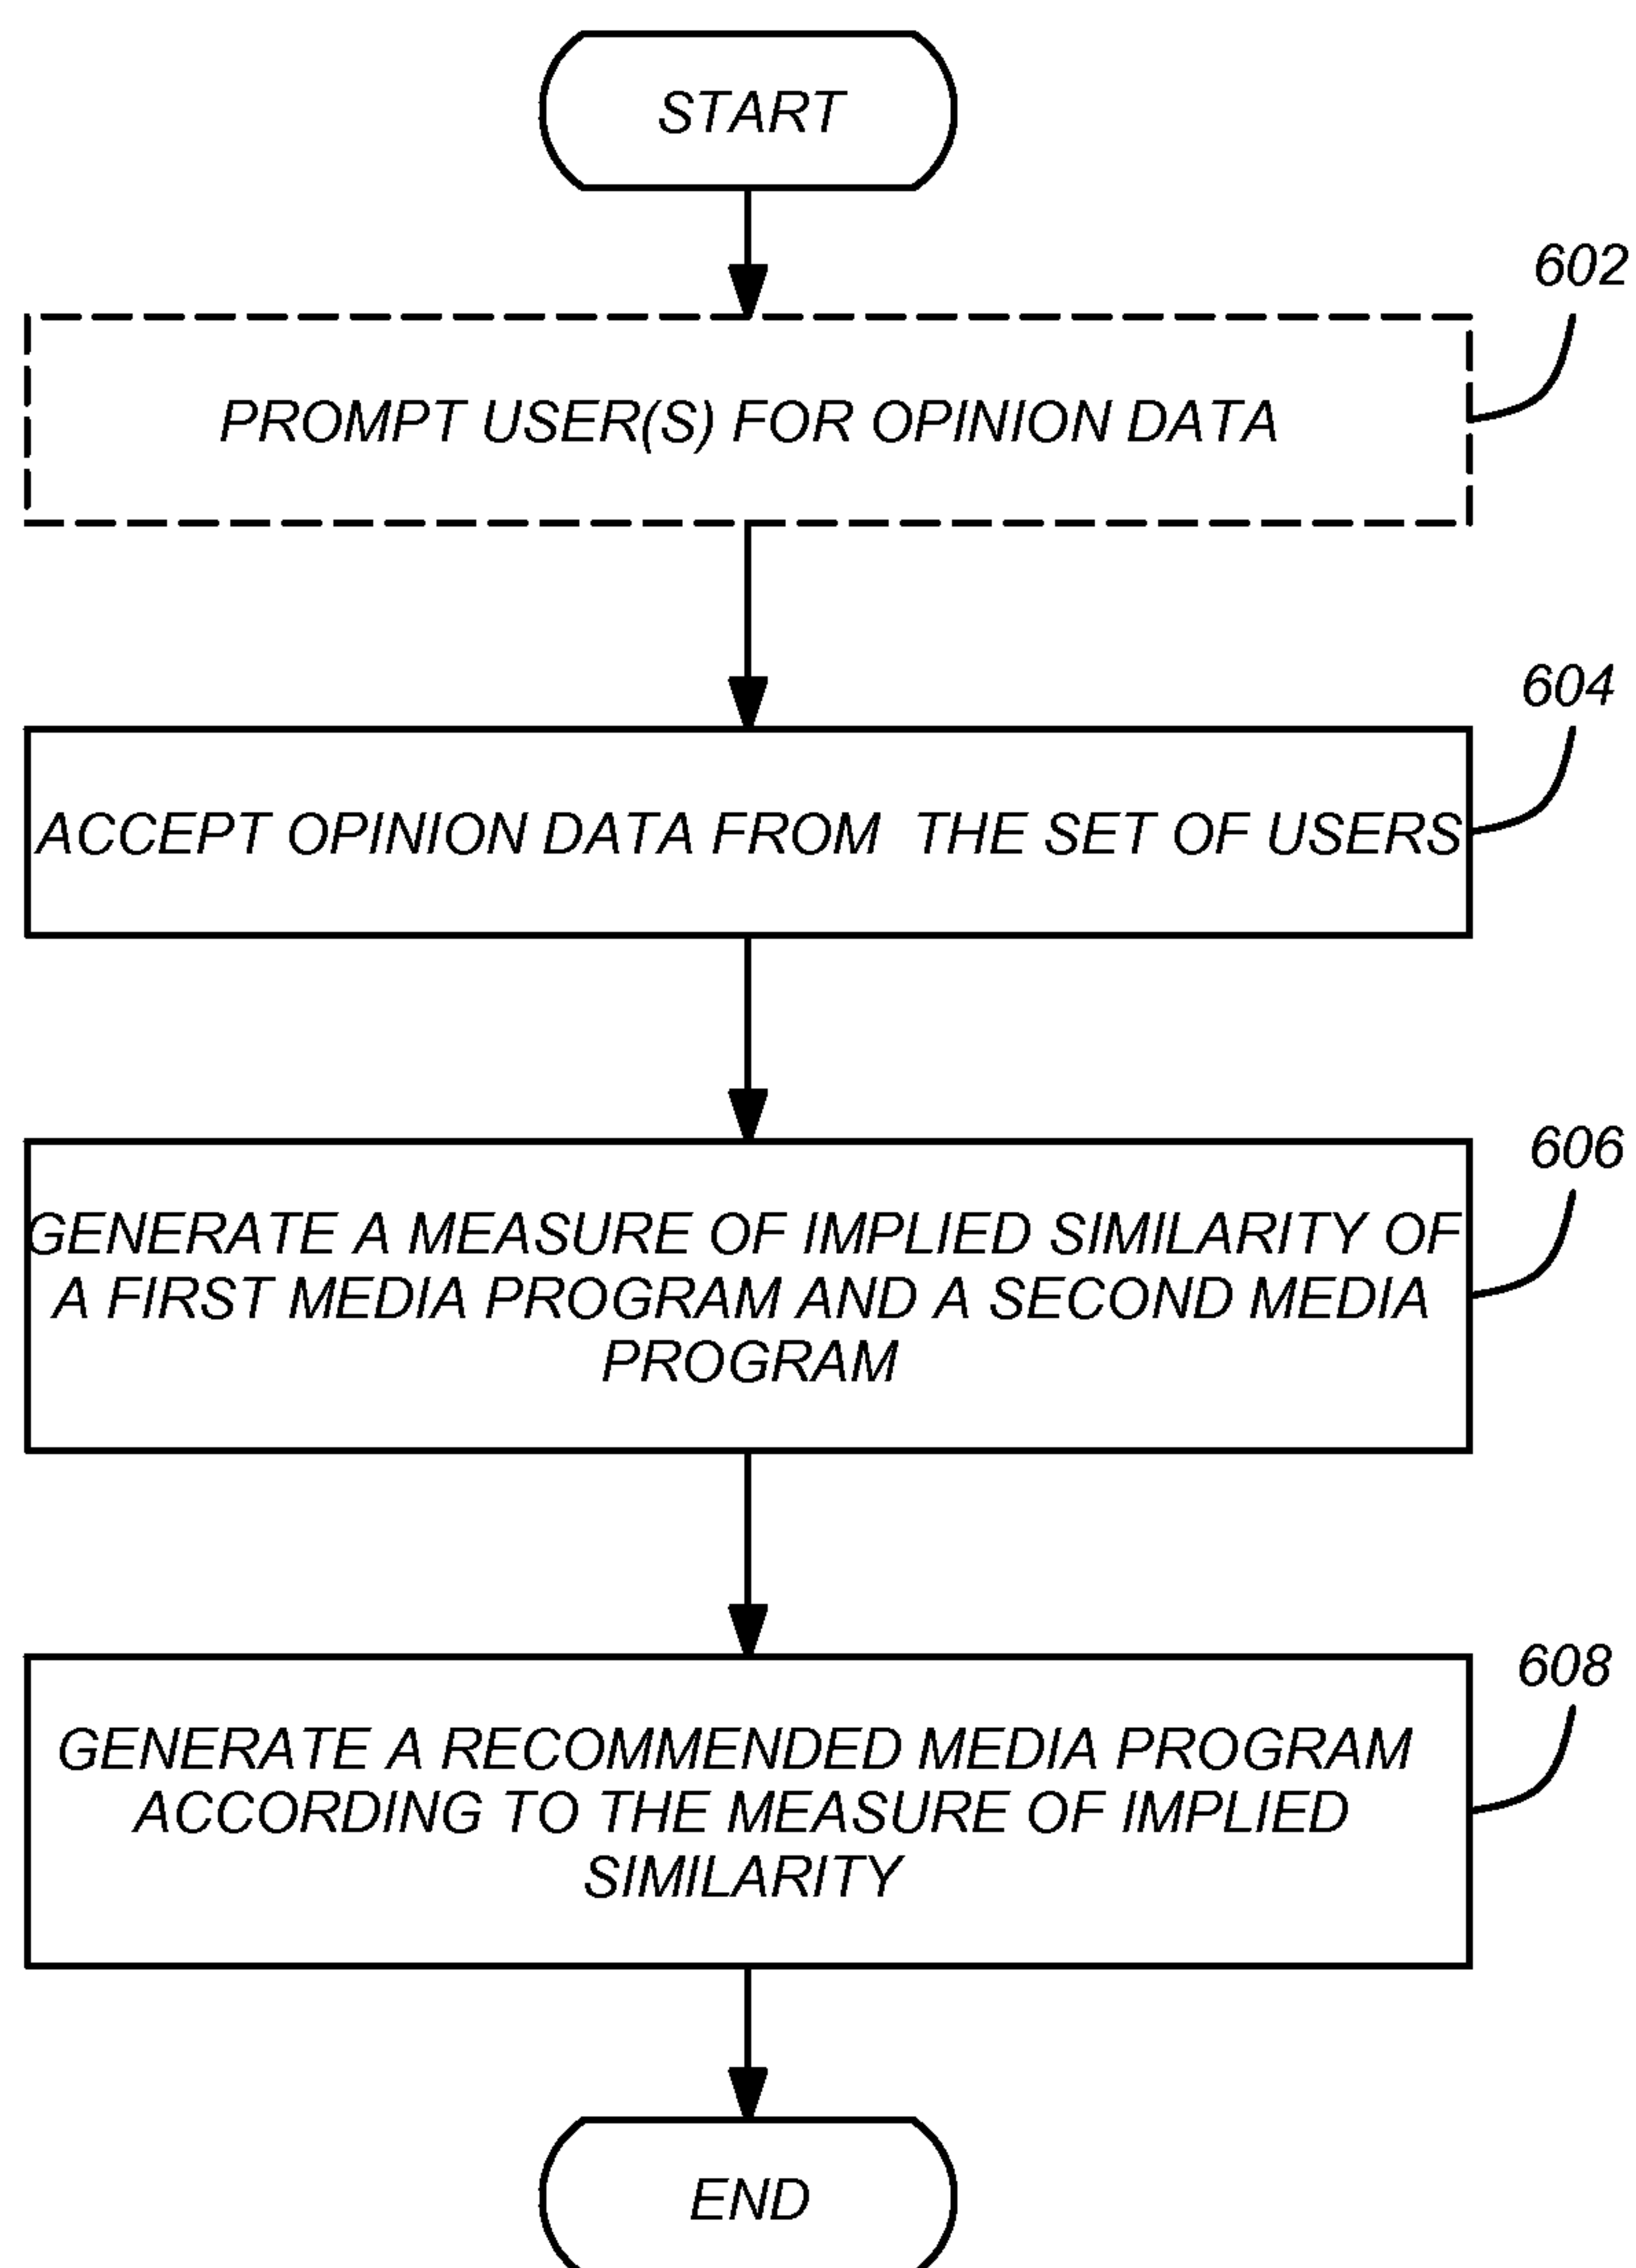 START
602
PROMPT USER(S) FOR OPINION DATA
604
ACCEPT OPINION DATA FROM THE SET OF USERS
606
GENERATE A MEASURE OF IMPLIED SIMILARITY OF
A FIRST MEDIA PROGRAM AND A SECOND MEDIA
PROGRAM
608
GENERATE A RECOMMENDED MEDIA PROGRAM
ACCORDING TO THE MEASURE OF IMPLIED
SIMILARITY
END